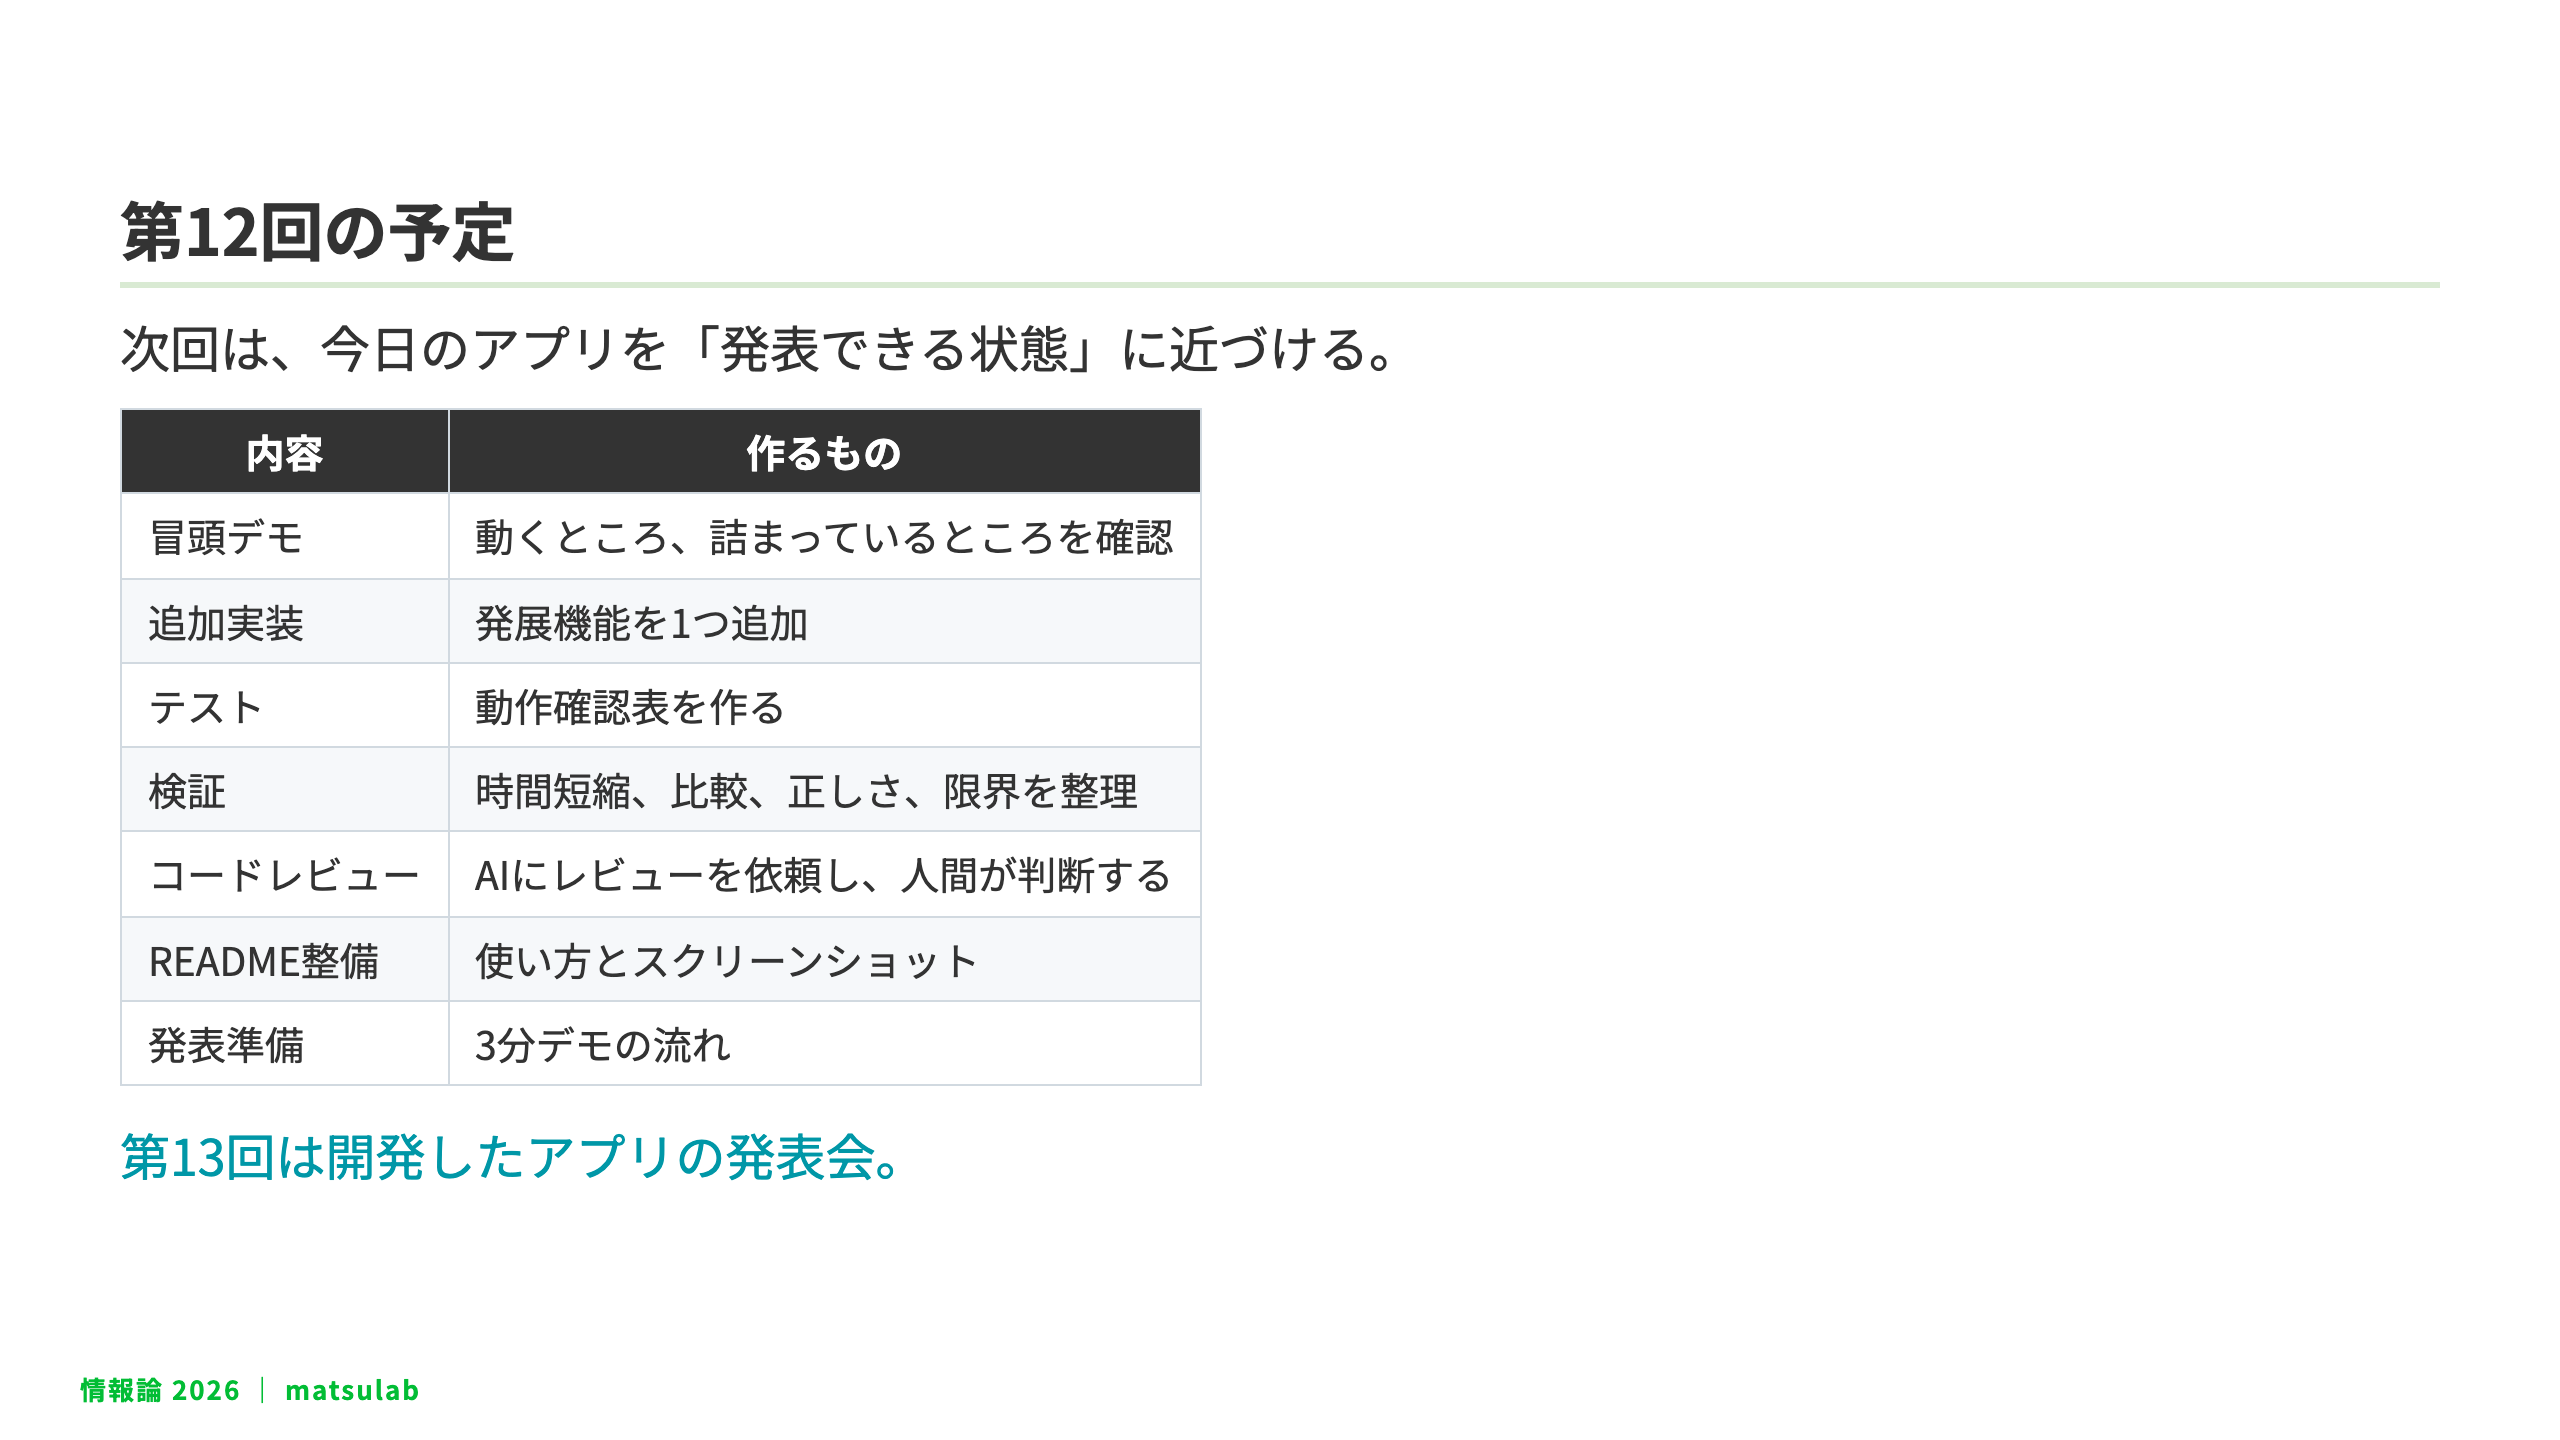 第12回の予定
次回は、今日のアプリを「発表できる状態」に近づける。
内容 作るもの
冒頭デモ 動くところ、詰まっているところを確認
追加実装 発展機能を1つ追加
テスト 動作確認表を作る
検証 時間短縮、比較、正しさ、限界を整理
コードレビュー AIにレビューを依頼し、人間が判断する
README整備 使い方とスクリーンショット
発表準備 3分デモの流れ
第13回は開発したアプリの発表会。
情報論 2026 ｜ matsulab